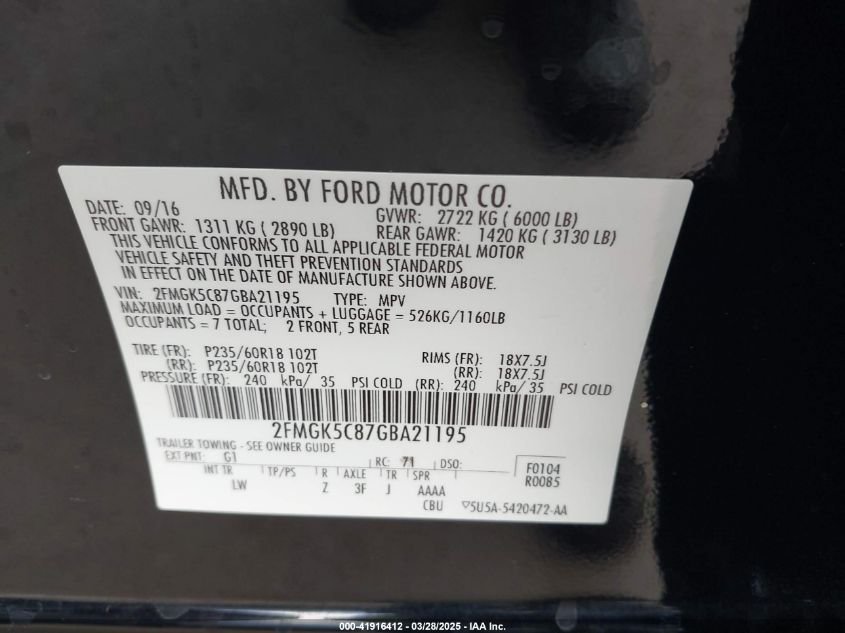 MFD. BY FORD MOTOR CO.
DATE: 09/16 GVWR: 2722 KG ( 6000 LB)
FRONT GAWR: 1311 KG ( 2890 LB) REAR GAWR: 1420 KG ( 3130 LB)
THIS VEHICLE CONFORMS TO ALL APPLICABLE FEDERAL MOTOR
VEHICLE SAFETY AND THEFT PREVENTION STANDARDS
IN EFFECT ON THE DATE OF MANUFACTURE SHOWN ABOVE.
VIN: 2FMGK5C87GBA21195 TYPE: MPV
MAXIMUM LOAD = OCCUPANTS + LUGGAGE = 526KG/1160LB
OCCUPANTS = 7 TOTAL; 2 FRONT, 5 REAR
TIRE (FR): P235/60R18 102T RIMS (FR): 18X7.5J
(RR): P235/60R18 102T (RR): 18X7.5J
PRESSURE (FR): 240 kPa/ 35 PSI COLD (RR): 240 kPa/ 35 PSI COLD
2FMGK5C87GBA21195
TRAILER TOWING - SEE OWNER GUIDE
EXT PNT: G1 RC: 71 DSO: F0104
INT TR TP/PS R AXLE TR SPR R0085
LW Z 3F J AAAA
CBU ▽5U5A-5420472-AA
000-41916412 - 03/28/2025 - IAA Inc.